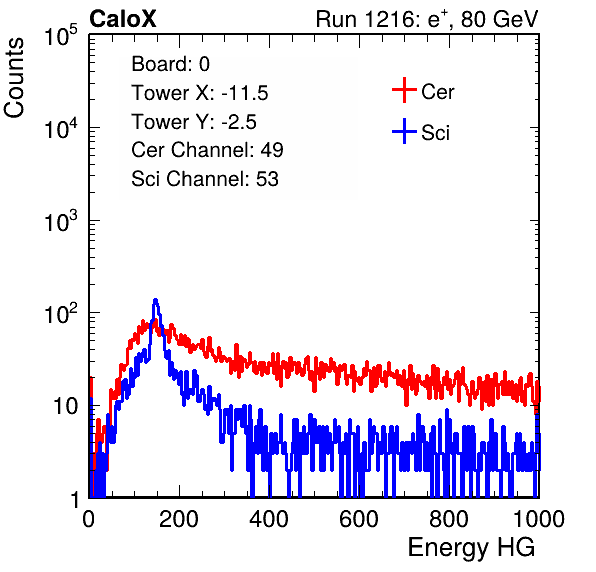 CaloX Run 1216: e⁺, 80 GeV
Counts
Board: 0
Tower X: -11.5
Tower Y: -2.5
Cer Channel: 49
Sci Channel: 53
Cer
Sci
10⁵
10⁴
10³
10²
10
1
0 200 400 600 800 1000
Energy HG